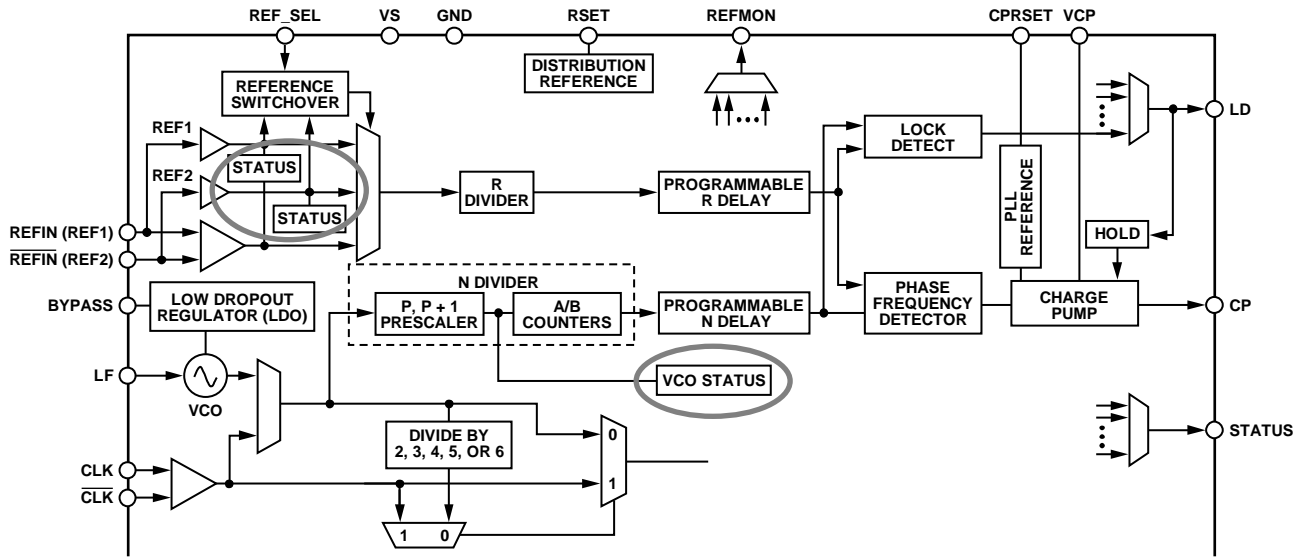 REF_SEL
VS
GND
RSET
REFMON
CPRSET
VCP
DISTRIBUTION
REFERENCE
REFERENCE
SWITCHOVER
REF1
STATUS
REF2
STATUS
LOCK
DETECT
LD
R
DIVIDER
PROGRAMMABLE
R DELAY
PLL
REFERENCE
HOLD
REFIN (REF1)
REFIN (REF2)
BYPASS
LOW DROPOUT
REGULATOR (LDO)
N DIVIDER
P, P + 1
PRESCALER
A/B
COUNTERS
PROGRAMMABLE
N DELAY
PHASE
FREQUENCY
DETECTOR
CHARGE
PUMP
CP
LF
VCO
VCO STATUS
STATUS
DIVIDE BY
2, 3, 4, 5, OR 6
0
1
CLK
CLK
1 0